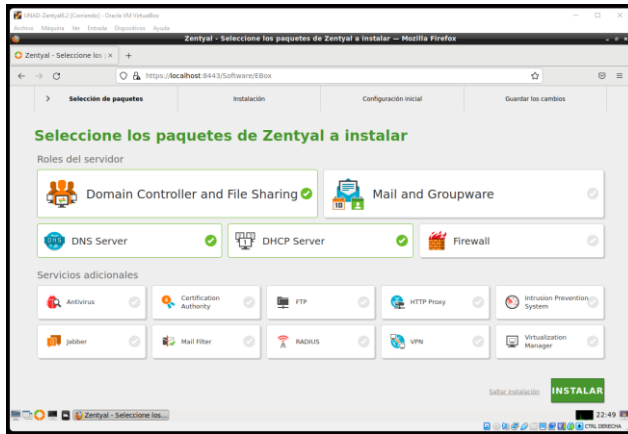 UNAD-Zentyal6.2 [Corriendo] - Oracle VM VirtualBox
Archivo Máquina Ver Entrada Dispositivos Ayuda
Zentyal - Seleccione los paquetes de Zentyal a instalar — Mozilla Firefox
Zentyal - Seleccione los
https://localhost:8443/Software/EBox
Selección de paquetes Instalación Configuración inicial Guardar los cambios
Seleccione los paquetes de Zentyal a instalar
Roles del servidor
Domain Controller and File Sharing Mail and Groupware
DNS Server DHCP Server Firewall
Servicios adicionales
Antivirus Certification Authority FTP HTTP Proxy Intrusion Prevention System
Jabber Mail Filter RADIUS VPN Virtualization Manager
Saltar instalación INSTALAR
Zentyal - Seleccione los... 22:49
CTRL DERECHA